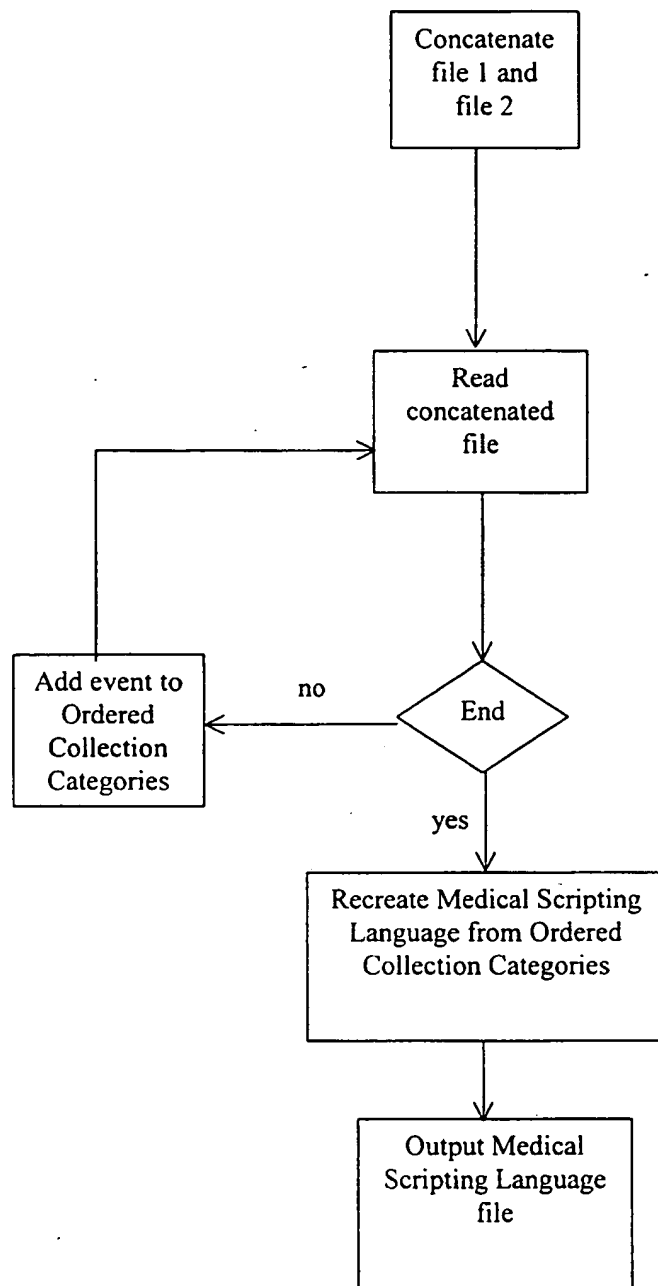 Concatenate
file 1 and
file 2
Read
concatenated
file
Add event to
Ordered
Collection
Categories
no
End
yes
Recreate Medical Scripting
Language from Ordered
Collection Categories
Output Medical
Scripting Language
file